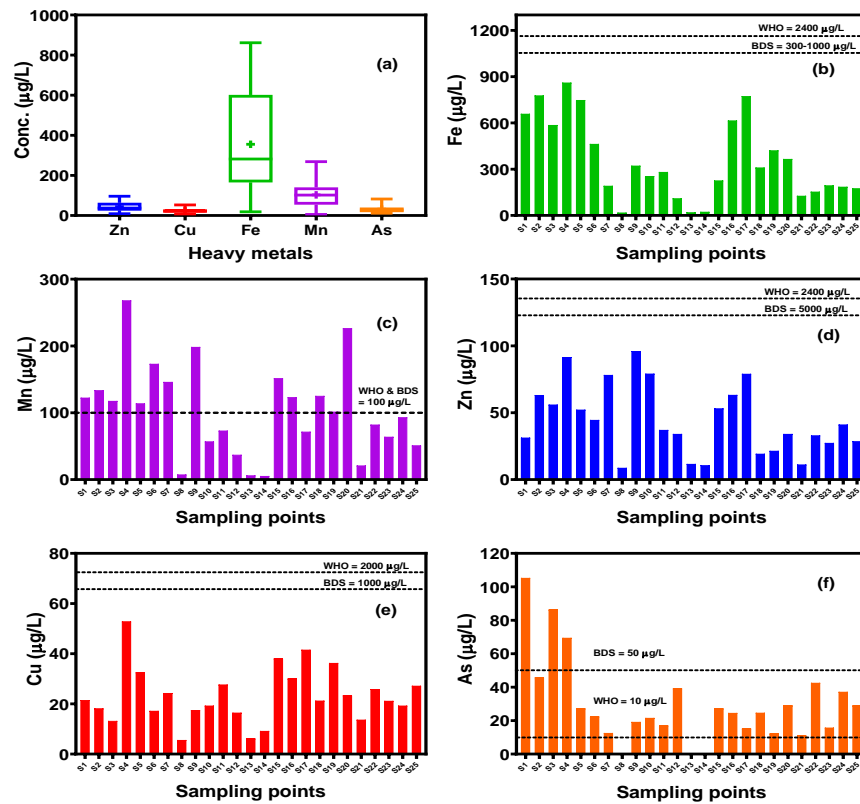 1000
800
600
400
200
0
Conc. (µg/L)
(a)
Zn Cu Fe Mn As
Heavy metals
1200
900
600
300
0
Fe (µg/L)
WHO = 2400 µg/L
BDS = 300-1000 µg/L
(b)
S1 S2 S3 S4 S5 S6 S7 S8 S9 S10 S11 S12 S13 S14 S15 S16 S17 S18 S19 S20 S21 S22 S23 S24 S25
Sampling points
300
200
100
0
Mn (µg/L)
(c)
WHO & BDS
= 100 µg/L
S1 S2 S3 S4 S5 S6 S7 S8 S9 S10 S11 S12 S13 S14 S15 S16 S17 S18 S19 S20 S21 S22 S23 S24 S25
Sampling points
150
100
50
0
Zn (µg/L)
WHO = 2400 µg/L
BDS = 5000 µg/L
(d)
S1 S2 S3 S4 S5 S6 S7 S8 S9 S10 S11 S12 S13 S14 S15 S16 S17 S18 S19 S20 S21 S22 S23 S24 S25
Sampling points
80
60
40
20
0
Cu (µg/L)
WHO = 2000 µg/L
BDS = 1000 µg/L
(e)
S1 S2 S3 S4 S5 S6 S7 S8 S9 S10 S11 S12 S13 S14 S15 S16 S17 S18 S19 S20 S21 S22 S23 S24 S25
Sampling points
120
100
80
60
40
20
0
As (µg/L)
(f)
BDS = 50 µg/L
WHO = 10 µg/L
S1 S2 S3 S4 S5 S6 S7 S8 S9 S10 S11 S12 S13 S14 S15 S16 S17 S18 S19 S20 S21 S22 S23 S24 S25
Sampling points